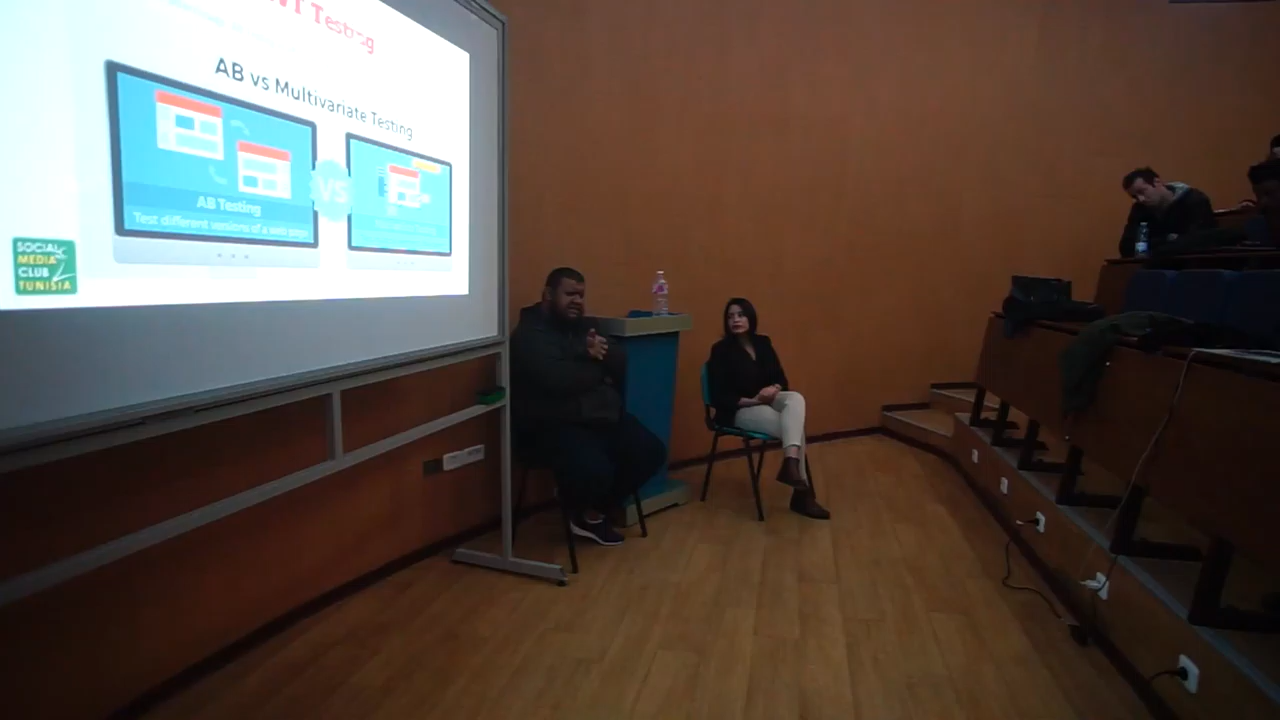 Testing
AB vs Multivariate Testing
VS
AB Testing
Test different versions of a web page
SOCIAL
MEDIA
CLUB
TUNISIA